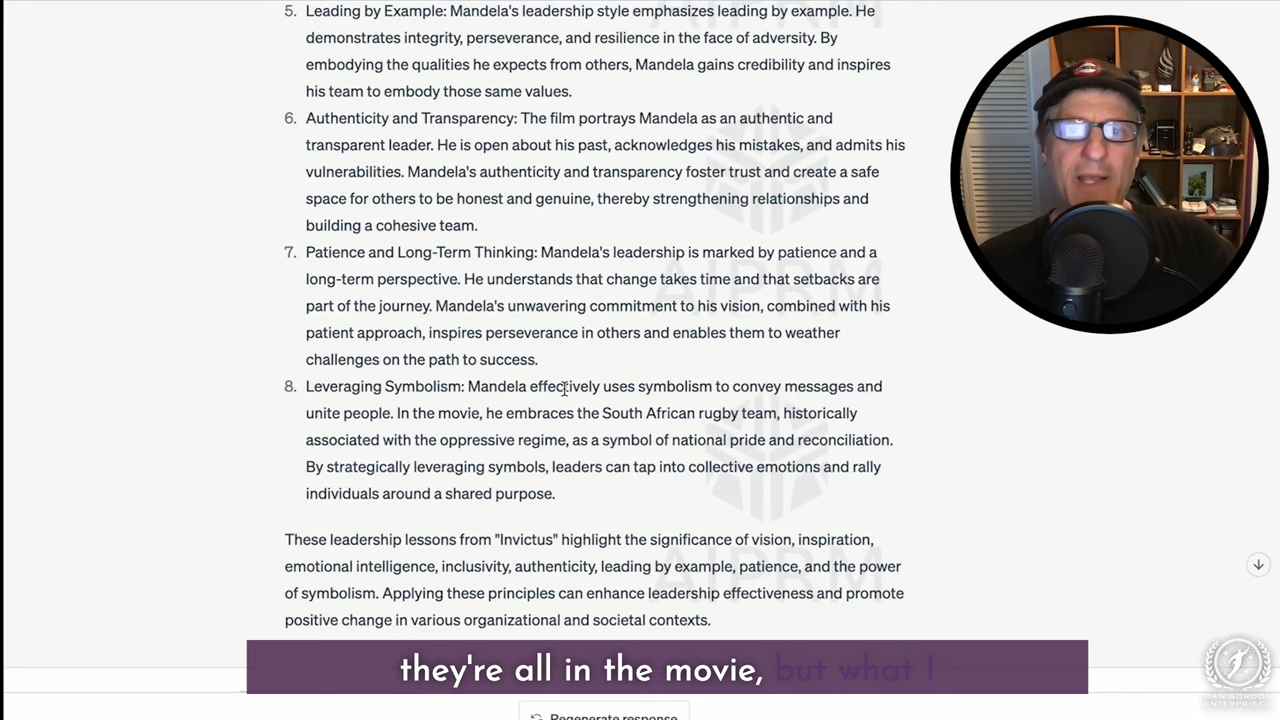 5. Leading by Example: Mandela's leadership style emphasizes leading by example. He
demonstrates integrity, perseverance, and resilience in the face of adversity. By
embodying the qualities he expects from others, Mandela gains credibility and inspires
his team to embody those same values.
6. Authenticity and Transparency: The film portrays Mandela as an authentic and
transparent leader. He is open about his past, acknowledges his mistakes, and admits his
vulnerabilities. Mandela's authenticity and transparency foster trust and create a safe
space for others to be honest and genuine, thereby strengthening relationships and
building a cohesive team.
7. Patience and Long-Term Thinking: Mandela's leadership is marked by patience and a
long-term perspective. He understands that change takes time and that setbacks are
part of the journey. Mandela's unwavering commitment to his vision, combined with his
patient approach, inspires perseverance in others and enables them to weather
challenges on the path to success.
8. Leveraging Symbolism: Mandela effectively uses symbolism to convey messages and
unite people. In the movie, he embraces the South African rugby team, historically
associated with the oppressive regime, as a symbol of national pride and reconciliation.
By strategically leveraging symbols, leaders can tap into collective emotions and rally
individuals around a shared purpose.
These leadership lessons from "Invictus" highlight the significance of vision, inspiration,
emotional intelligence, inclusivity, authenticity, leading by example, patience, and the power
of symbolism. Applying these principles can enhance leadership effectiveness and promote
positive change in various organizational and societal contexts.
they're all in the movie, but what I
Regenerate response
AIPRM
AIPRM
AIPRM
DAN GORDON
ENTERPRISE